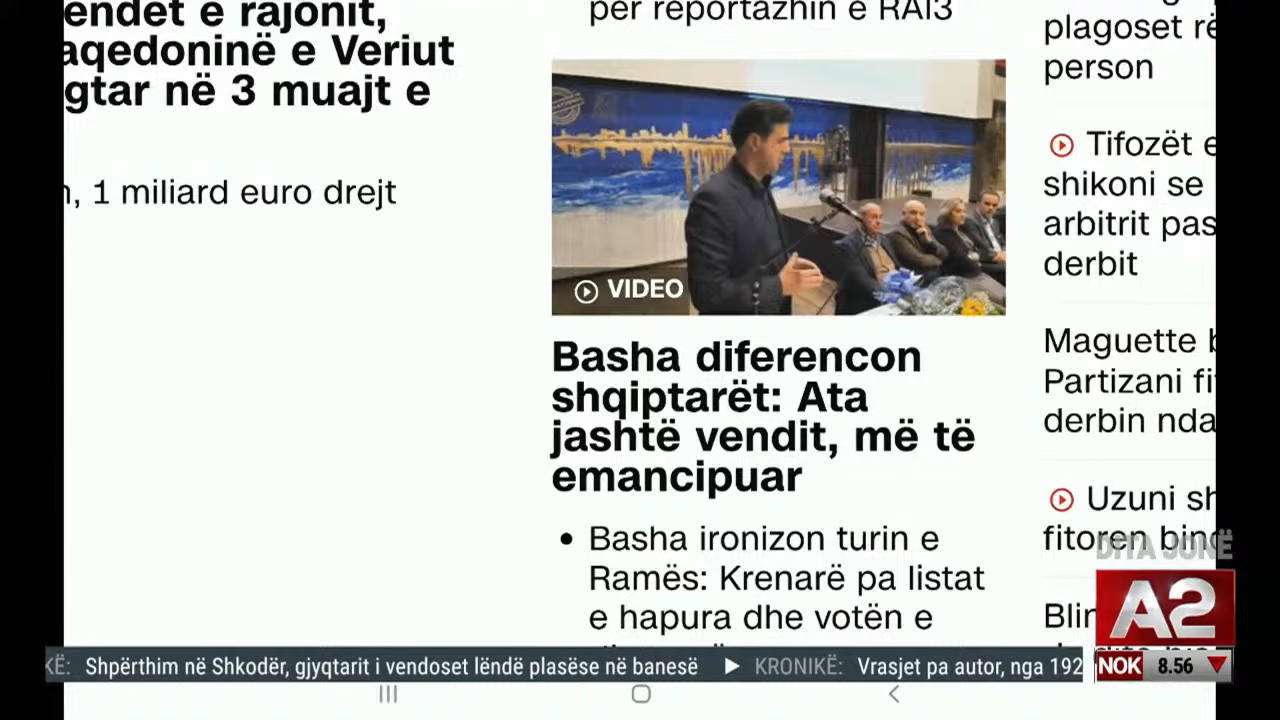 endet e rajonit,
aqedoninë e Veriut
gtar në 3 muajt e
1 miliard euro drejt
për reportazhin e RAI3
VIDEO
Basha diferencon
shqiptarët: Ata
jashtë vendit, më të
emancipuar
• Basha ironizon turin e
Ramës: Krenarë pa listat
e hapura dhe votën e
plagoset rë
person
Tifozët e
shikoni se
arbitrit pas
derbit
Maguette b
Partizani fi
derbin nda
Uzuni sh
fitoren bind
Blin
DITA JONË
A2
KË: Shpërthim në Shkodër, gjyqtarit i vendoset lëndë plasëse në banesë ▶ KRONIKË: Vrasjet pa autor, nga 192
NOK 8.56 ▼